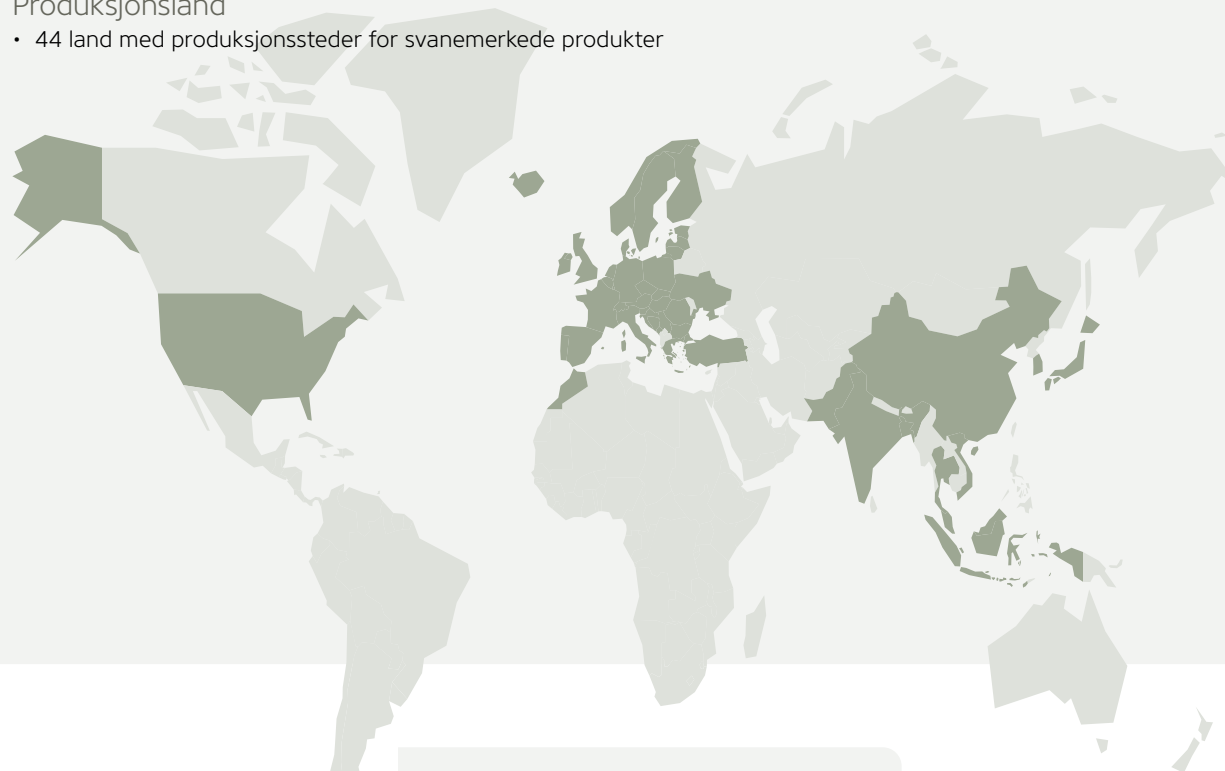 Produksjonsland
• 44 land med produksjonssteder for svanemerkede produkter